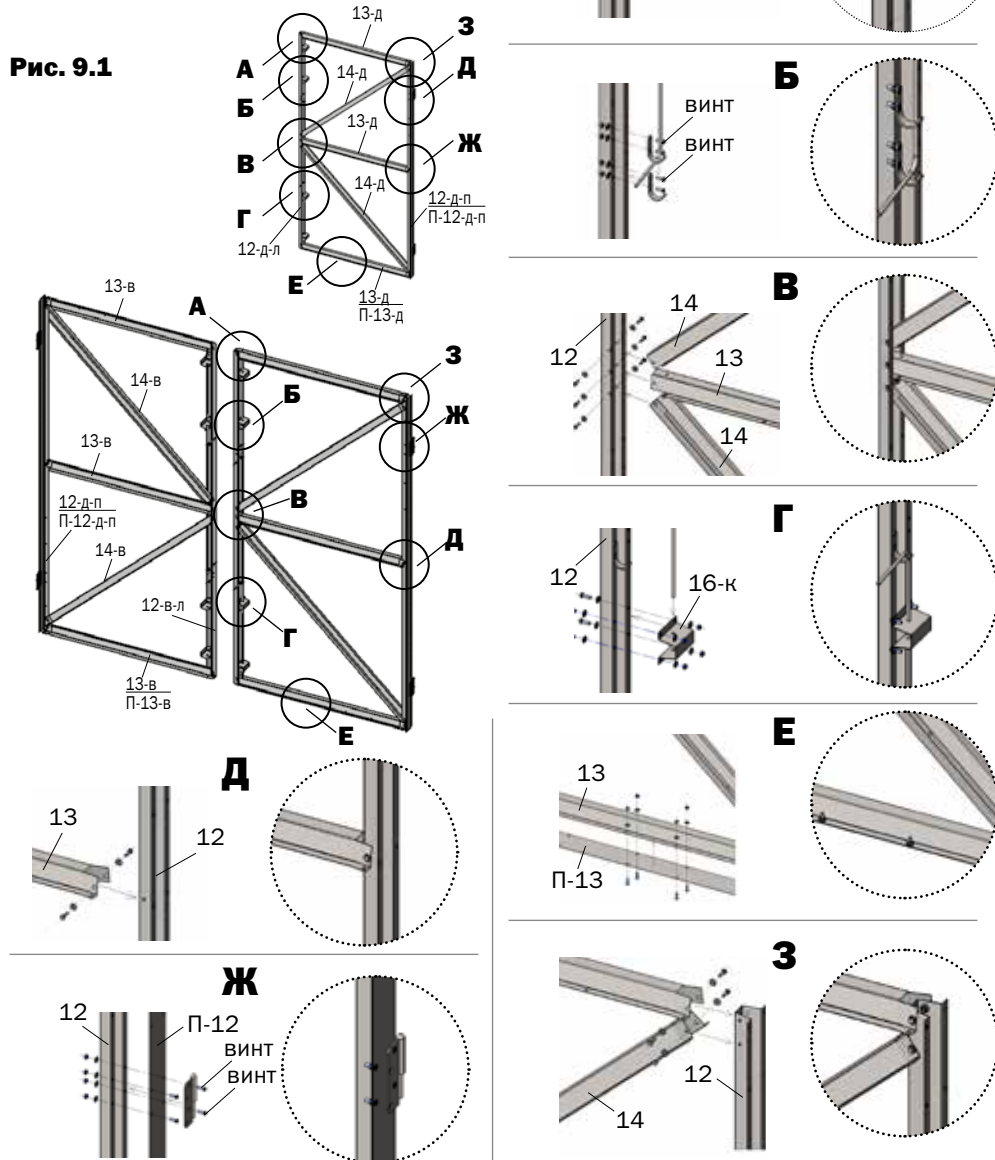 Рис. 9.1
13-д
З
А
14-д
Д
Б
13-д
В
Ж
14-д
12-д-п
П-12-д-п
Г
12-д-л
Е
13-д
П-13-д
13-в
А
З
14-в
Б
Ж
13-в
В
12-д-п
П-12-д-п
Д
14-в
12-в-л
Г
13-в
П-13-в
Е
Д
13
12
Ж
12
П-12
винт
винт
Б
винт
винт
В
12
14
13
14
Г
12
16-к
Е
13
П-13
З
12
14